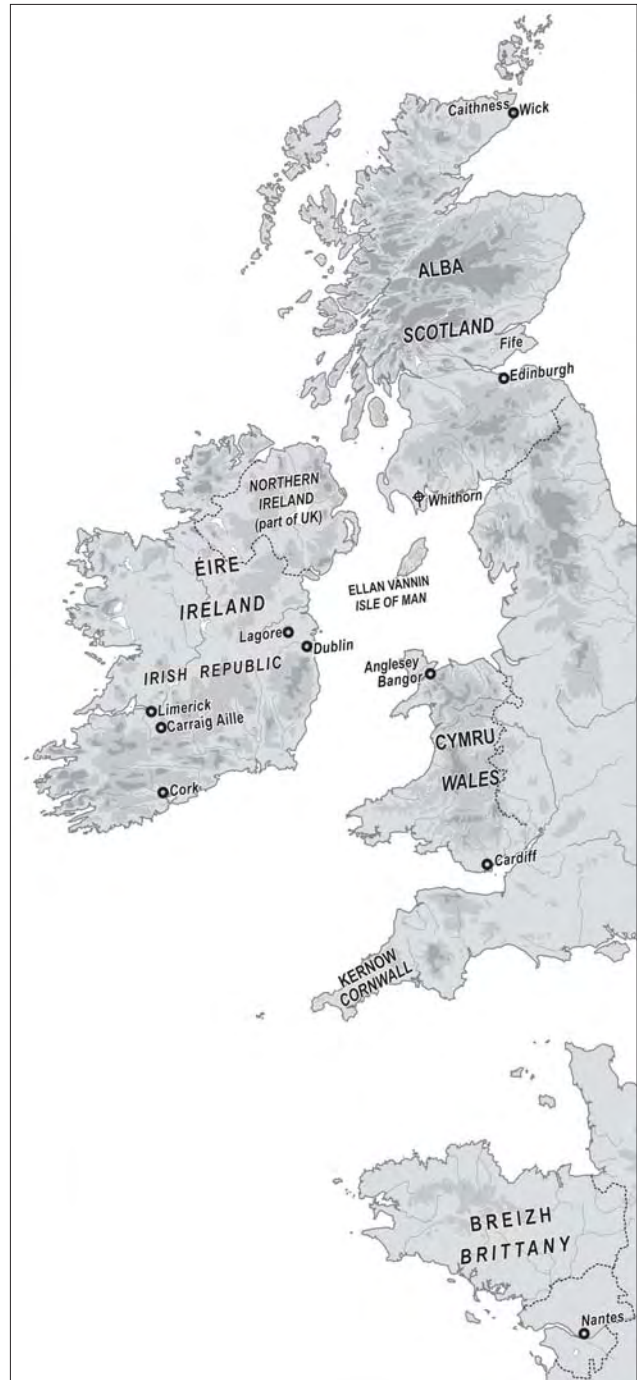 Caithness
Wick
ALBA
SCOTLAND
Fife
Edinburgh
Whithorn
NORTHERN
IRELAND
(part of UK)
ÉIRE
IRELAND
ELLAN VANNIN
ISLE OF MAN
Lagore
Dublin
IRISH REPUBLIC
Anglesey
Bangor
Limerick
Carraig Aille
CYMRU
WALES
Cork
Cardiff
KERNOW
CORNWALL
BREIZH
BRITTANY
Nantes